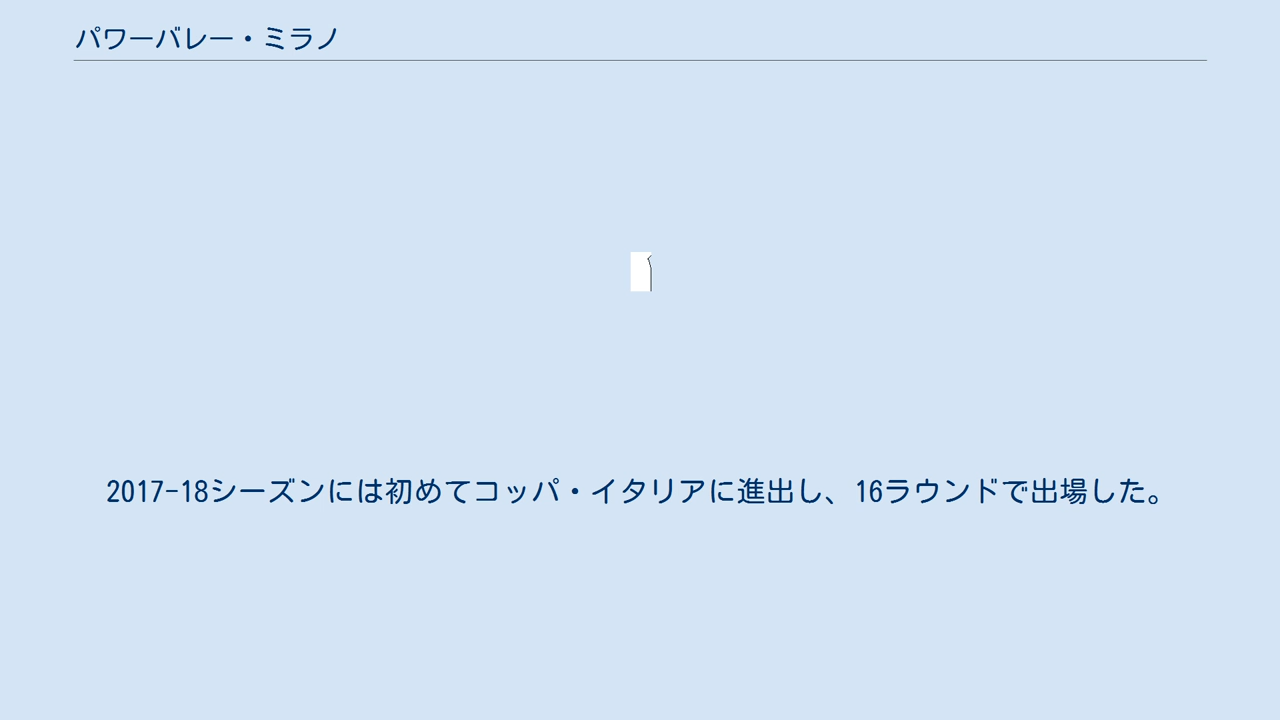 パワーバレー・ミラノ
2017-18シーズンには初めてコッパ・イタリアに進出し、16ラウンドで出場した。